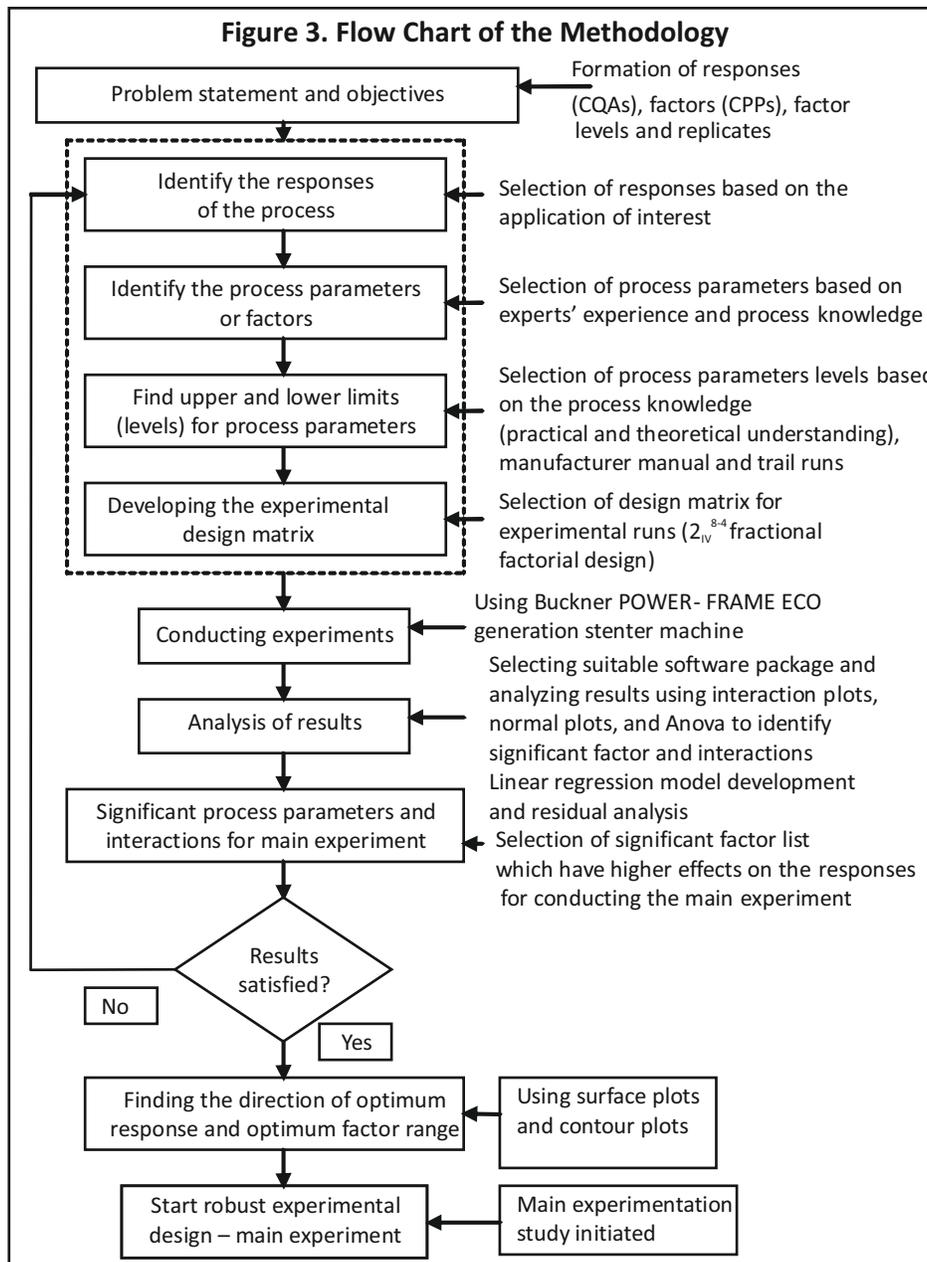 Figure 3. Flow Chart of the Methodology
Problem statement and objectives
Formation of responses
(CQAs), factors (CPPs), factor
levels and replicates
Identify the responses
of the process
Selection of responses based on the
application of interest
Identify the process parameters
or factors
Selection of process parameters based on
experts’ experience and process knowledge
Find upper and lower limits
(levels) for process parameters
Selection of process parameters levels based
on the process knowledge
(practical and theoretical understanding),
manufacturer manual and trail runs
Developing the experimental
design matrix
Selection of design matrix for
experimental runs (2IV 8-4 fractional
factorial design)
Conducting experiments
Using Buckner POWER- FRAME ECO
generation stenter machine
Analysis of results
Selecting suitable software package and
analyzing results using interaction plots,
normal plots, and Anova to identify
significant factor and interactions
Linear regression model development
and residual analysis
Significant process parameters and
interactions for main experiment
Selection of significant factor list
which have higher effects on the responses
for conducting the main experiment
Results
satisfied?
No
Yes
Finding the direction of optimum
response and optimum factor range
Using surface plots
and contour plots
Start robust experimental
design – main experiment
Main experimentation
study initiated